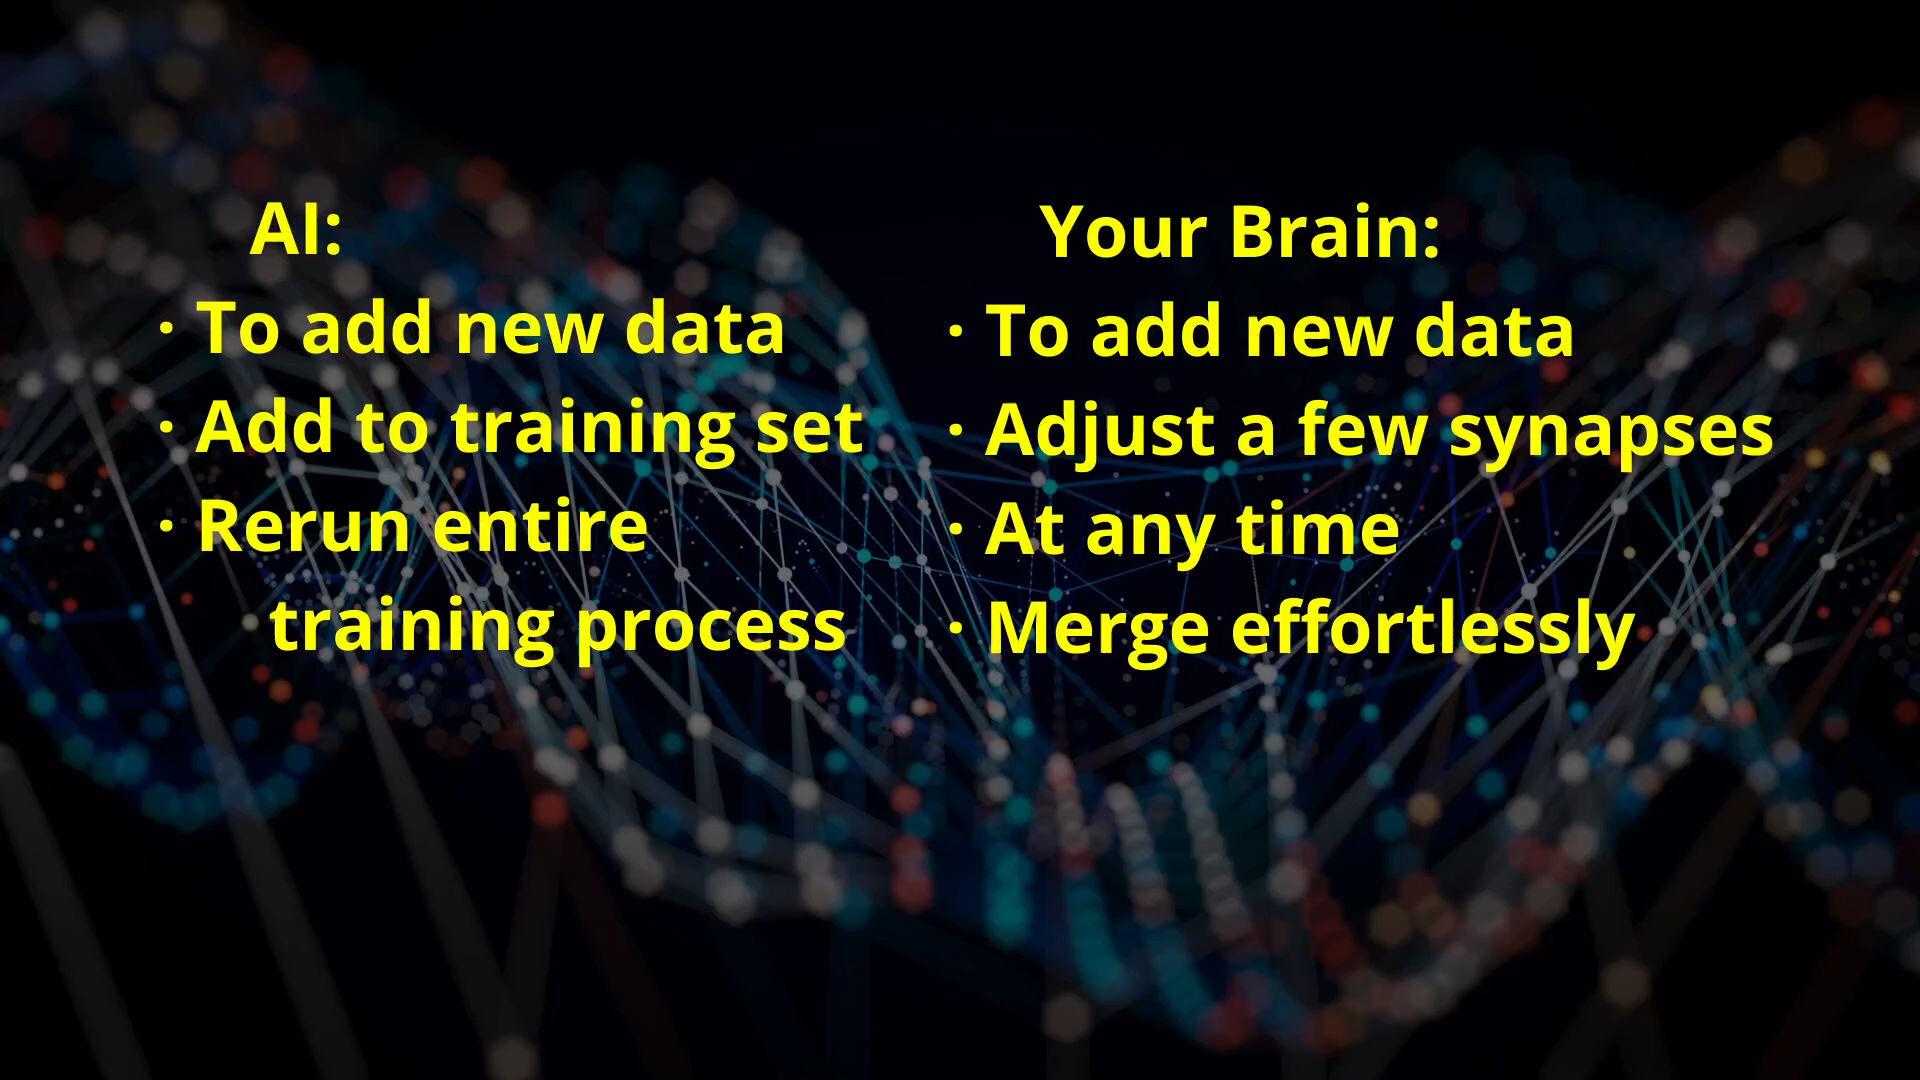 AI:
· To add new data
· Add to training set
· Rerun entire
training process
Your Brain:
· To add new data
· Adjust a few synapses
· At any time
· Merge effortlessly